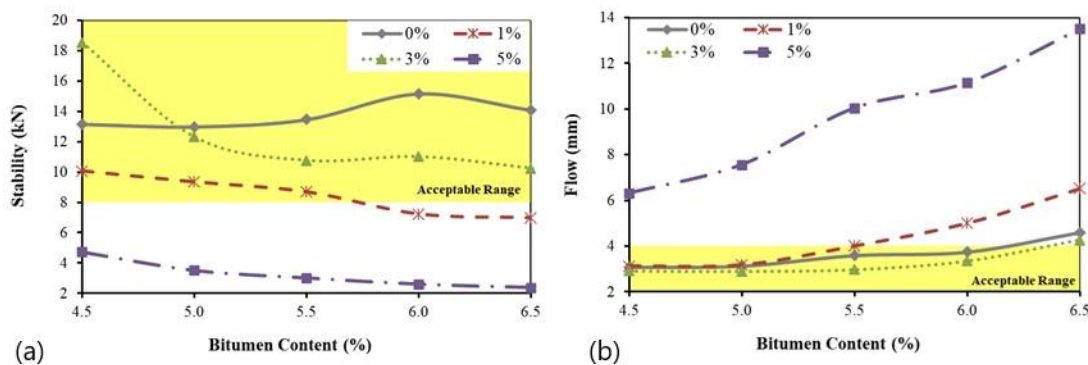 20
18
16
14
12
10
8
6
4
2
Stability (kN)
0% 1%
3% 5%
Acceptable Range
4.5 5.0 5.5 6.0 6.5
Bitumen Content (%)
(a)
14
12
10
8
6
4
2
Flow (mm)
0% 1%
3% 5%
Acceptable Range
4.5 5.0 5.5 6.0 6.5
Bitumen Content (%)
(b)